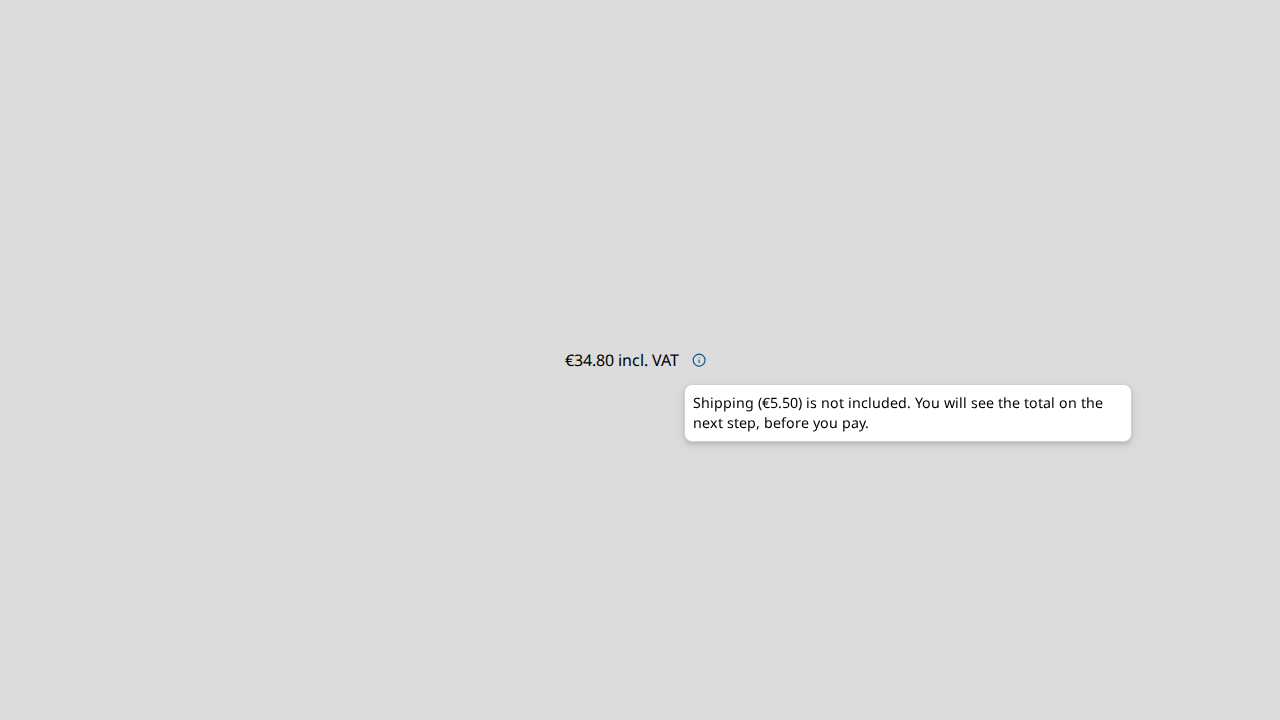 €34.80 incl. VAT
Shipping (€5.50) is not included. You will see the total on the
next step, before you pay.